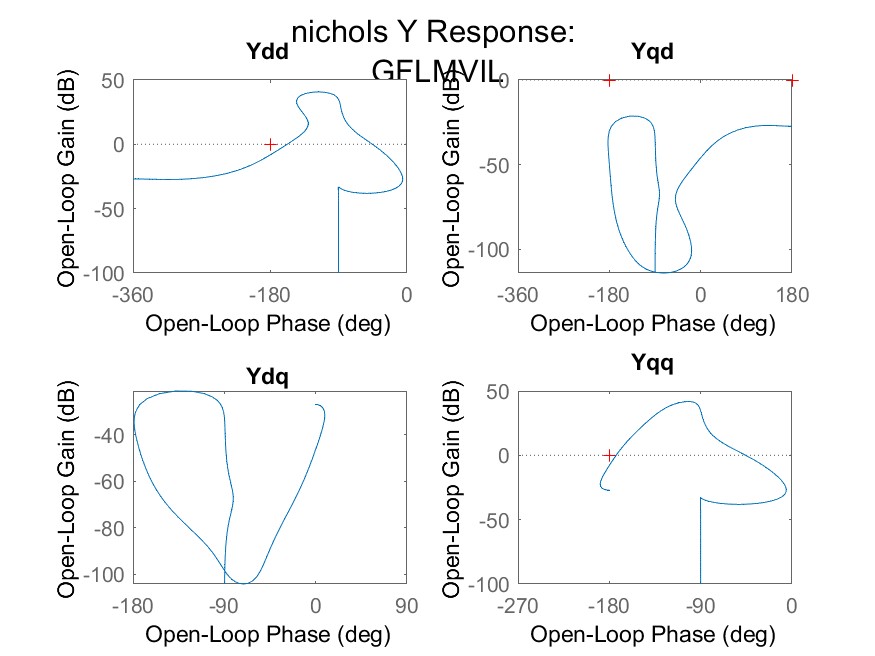 nichols Y Response:
GFLMVIL
Ydd
Open-Loop Gain (dB)
50
0
-50
-100
-360
-180
0
Open-Loop Phase (deg)
Yqd
Open-Loop Gain (dB)
0
-50
-100
-360
-180
0
180
Open-Loop Phase (deg)
Ydq
Open-Loop Gain (dB)
-40
-60
-80
-100
-180
-90
0
90
Open-Loop Phase (deg)
Yqq
Open-Loop Gain (dB)
50
0
-50
-100
-270
-180
-90
0
Open-Loop Phase (deg)